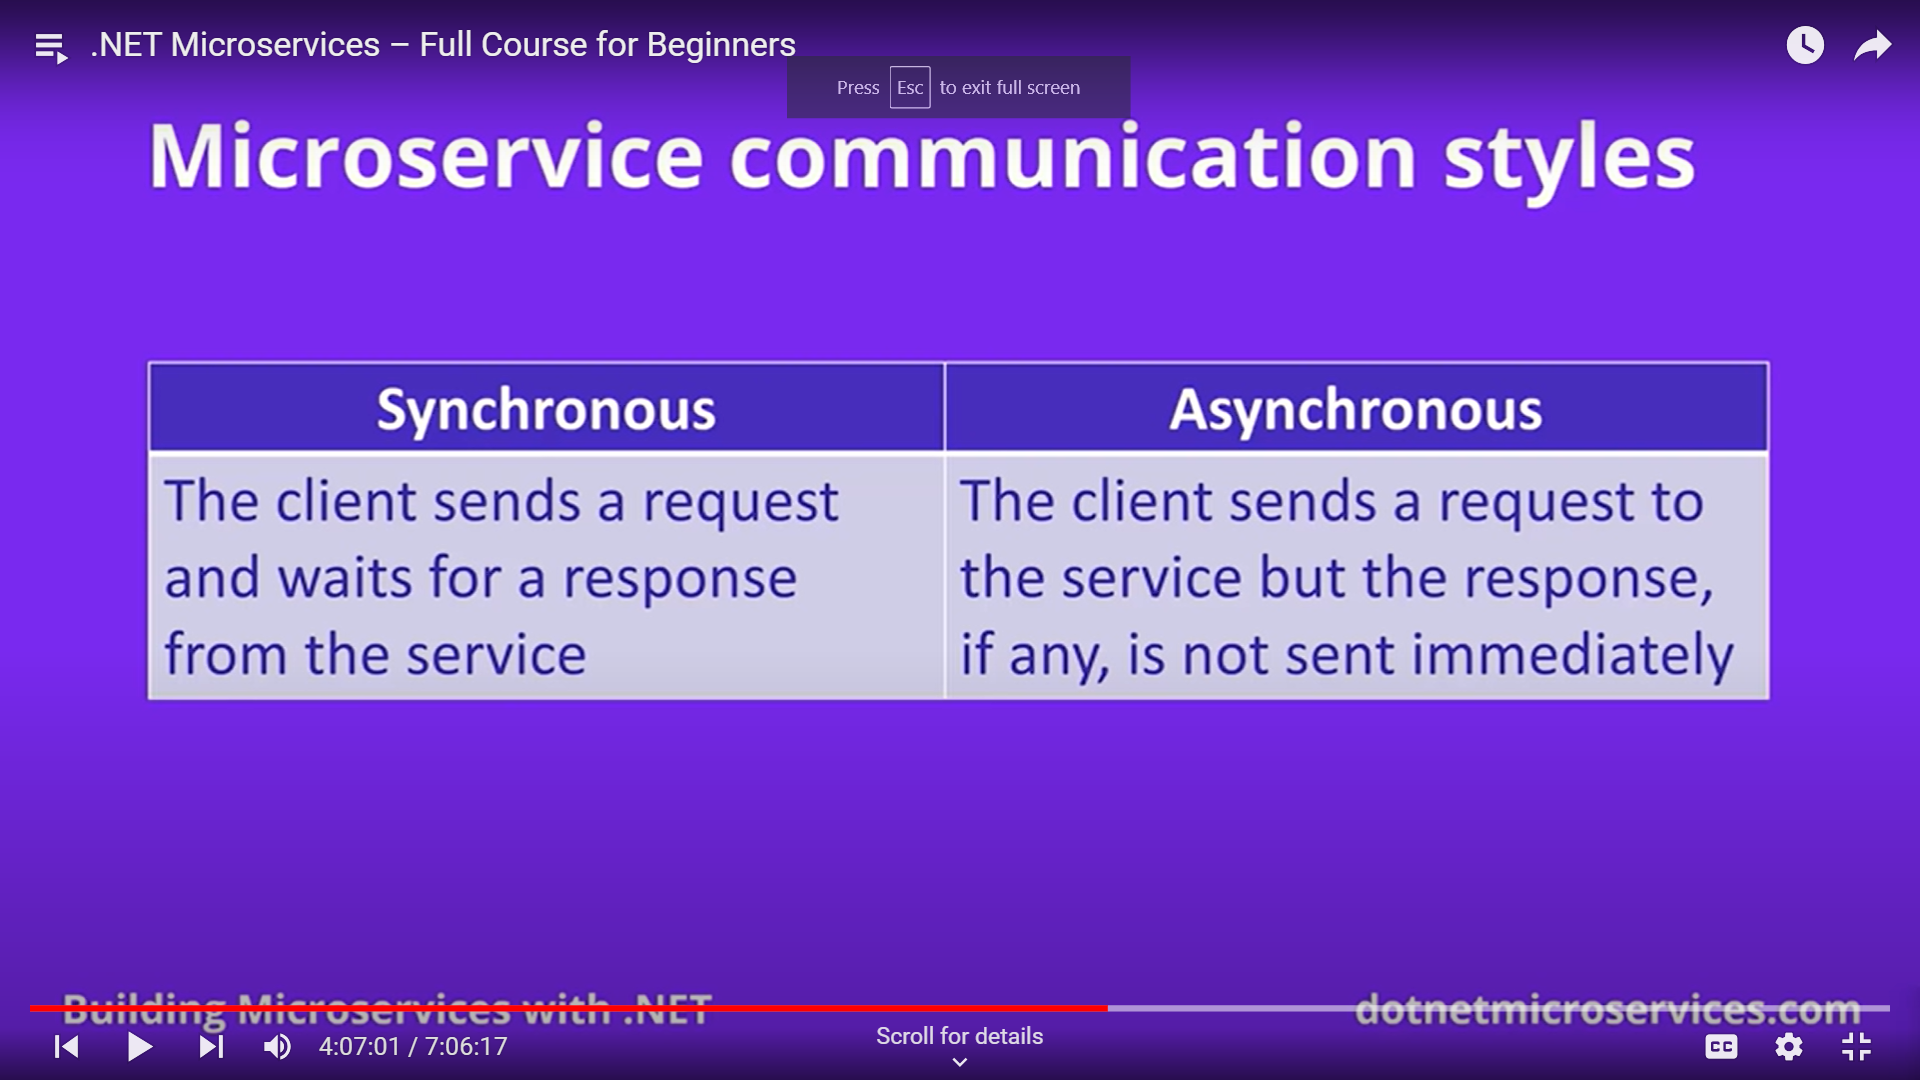 .NET Microservices – Full Course for Beginners
Press Esc to exit full screen
Microservice communication styles
Synchronous
Asynchronous
The client sends a request
and waits for a response
from the service
The client sends a request to
the service but the response,
if any, is not sent immediately
Building Microservices with .NET
dotnetmicroservices.com
4:07:01 / 7:06:17
Scroll for details
CC